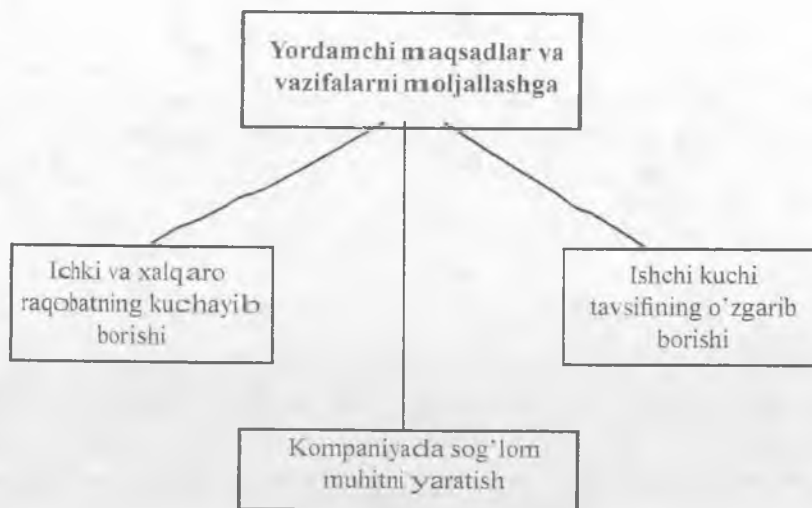 Yordamchi maqsadlar va
vazifalarni moljallashga
Ichki va xalqaro
raqobatning kuchayib
borishi
Ishchi kuchi
tavsifining o’zgarib
borishi
Kompaniyada sog’lom
muhitni yaratish